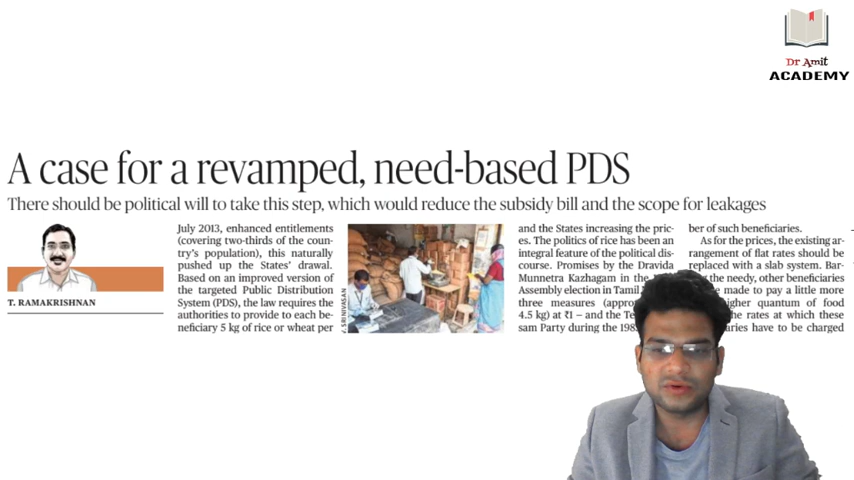 Dr Amit
ACADEMY
A case for a revamped, need-based PDS
There should be political will to take this step, which would reduce the subsidy bill and the scope for leakages
T. RAMAKRISHNAN
July 2013, enhanced entitlements
(covering two-thirds of the coun-
try's population), this naturally
pushed up the States' drawal.
Based on an improved version of
the targeted Public Distribution
System (PDS), the law requires the
authorities to provide to each be-
neficiary 5 kg of rice or wheat per
V. SRINIVASAN
and the States increasing the pric-
es. The politics of rice has been an
integral feature of the political dis-
course. Promises by the Dravida
Munnetra Kazhagam in the
Assembly election in Tamil
three measures
4.5 kg) at ₹1 – and the
sam Party during the
ber of such beneficiaries.
As for the prices, the existing ar-
rangement of flat rates should be
replaced with a slab system. Bar-
the needy, other beneficiaries
made to pay a little more
quantum of food
the rates at which these
have to be charged